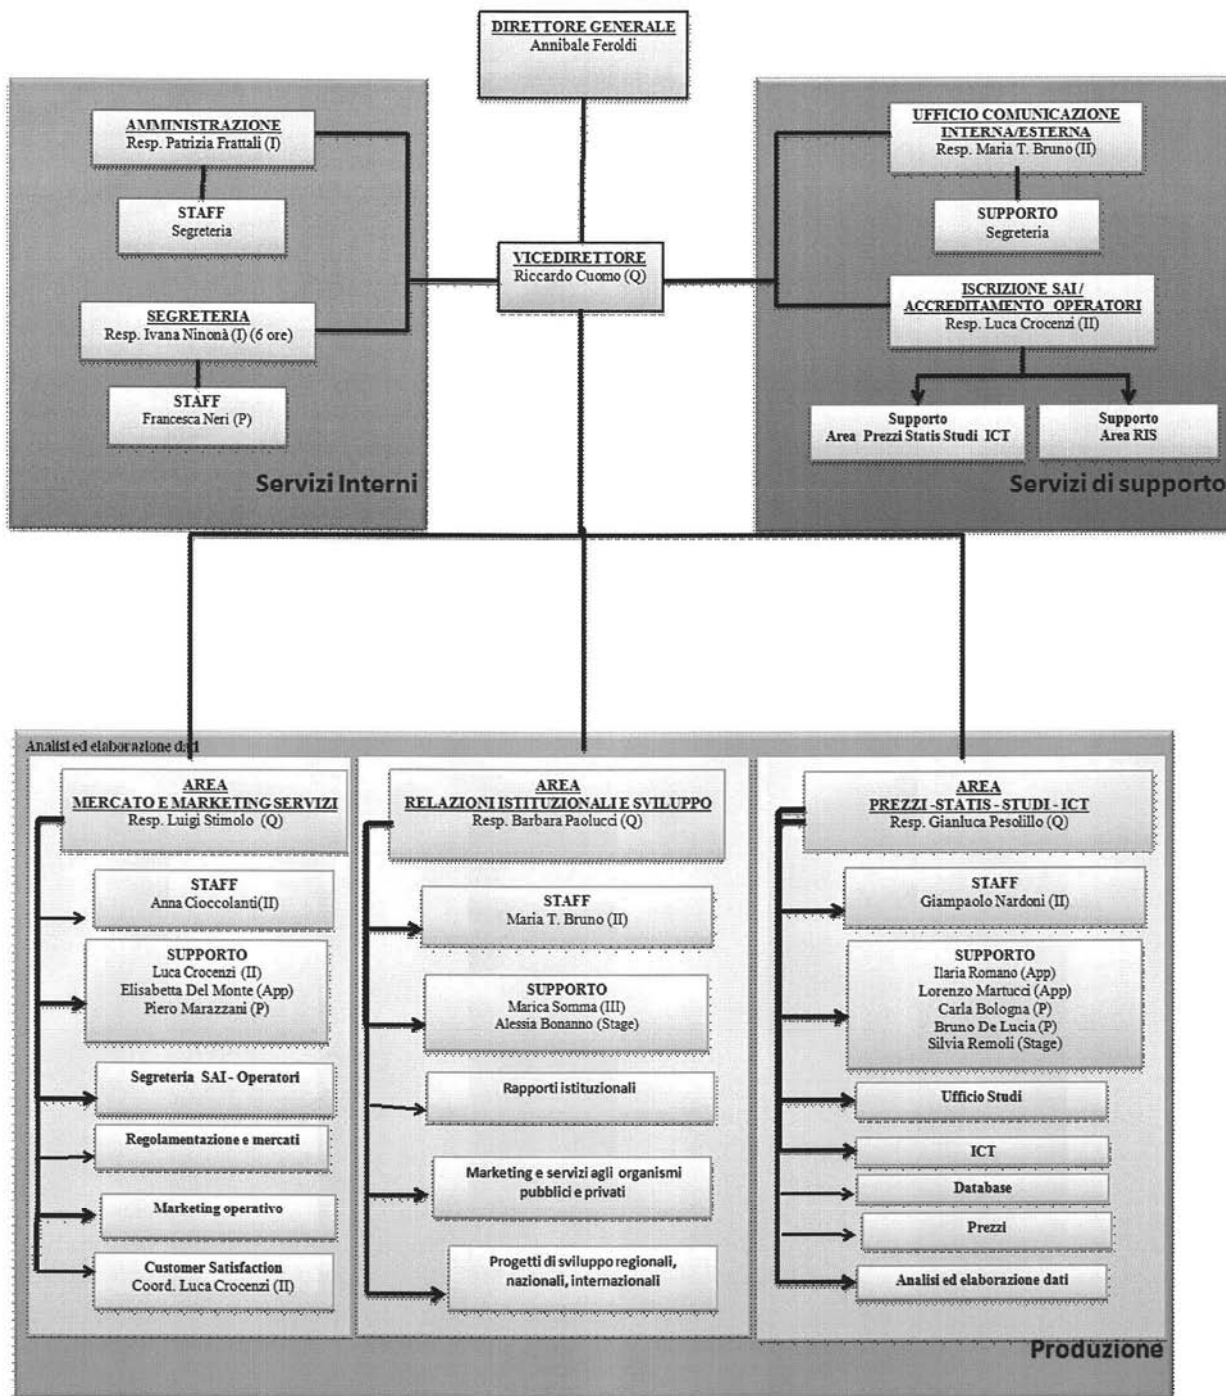 DIRETTORE GENERALE
Annibale Feroldi
AMMINISTRAZIONE
Resp. Patrizia Frattali (I)
STAFF
Segreteria
SEGRETERIA
Resp. Ivana Ninonà (I) (6 ore)
STAFF
Francesca Neri (P)
Servizi Interni
VICEDIRETTORE
Riccardo Cuomo (Q)
UFFICIO COMUNICAZIONE
INTERNA/ESTERNA
Resp. Maria T. Bruno (II)
SUPPORTO
Segreteria
ISCRIZIONE SAI /
ACCREDITAMENTO OPERATORI
Resp. Luca Crocenzi (II)
Supporto
Area Prezzi Statis Studi ICT
Supporto
Area RIS
Servizi di supporto
Analisi ed elaborazione dati
AREA
MERCATO E MARKETING SERVIZI
Resp. Luigi Stimolo (Q)
STAFF
Anna Cioccolanti(II)
SUPPORTO
Luca Crocenzi (II)
Elisabetta Del Monte (App)
Piero Marazzani (P)
Segreteria SAI - Operatori
Regolamentazione e mercati
Marketing operativo
Customer Satisfaction
Coord. Luca Crocenzi (II)
AREA
RELAZIONI ISTITUZIONALI E SVILUPPO
Resp. Barbara Paolucci (Q)
STAFF
Maria T. Bruno (II)
SUPPORTO
Marica Somma (III)
Alessia Bonanno (Stage)
Rapporti istituzionali
Marketing e servizi agli organismi
pubblici e privati
Progetti di sviluppo regionali,
nazionali, internazionali
AREA
PREZZI -STATIS - STUDI - ICT
Resp. Gianluca Pesolillo (Q)
STAFF
Giampaolo Nardoni (II)
SUPPORTO
Ilaria Romano (App)
Lorenzo Martucci (App)
Carla Bologna (P)
Bruno De Lucia (P)
Silvia Remoli (Stage)
Ufficio Studi
ICT
Database
Prezzi
Analisi ed elaborazione dati
Produzione